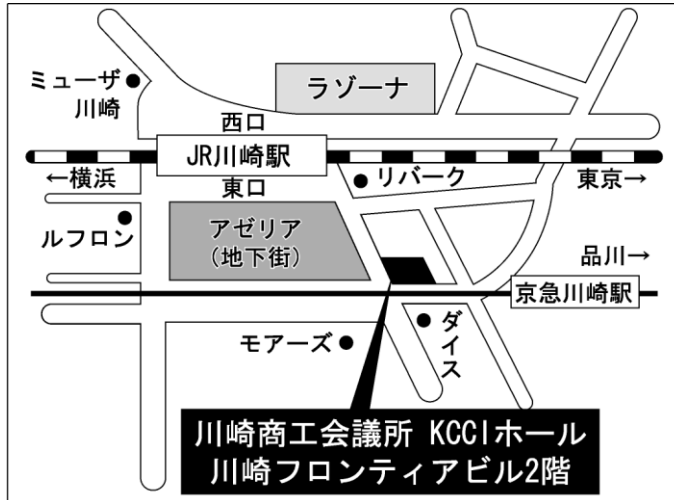 ミューザ
川崎
ラゾーナ
西口
JR川崎駅
←横浜
東口
リバーク
東京→
ルフロン
アゼリア
(地下街)
品川→
京急川崎駅
モアーズ
ダイス
川崎商工会議所 KCCIホール
川崎フロンティアビル2階